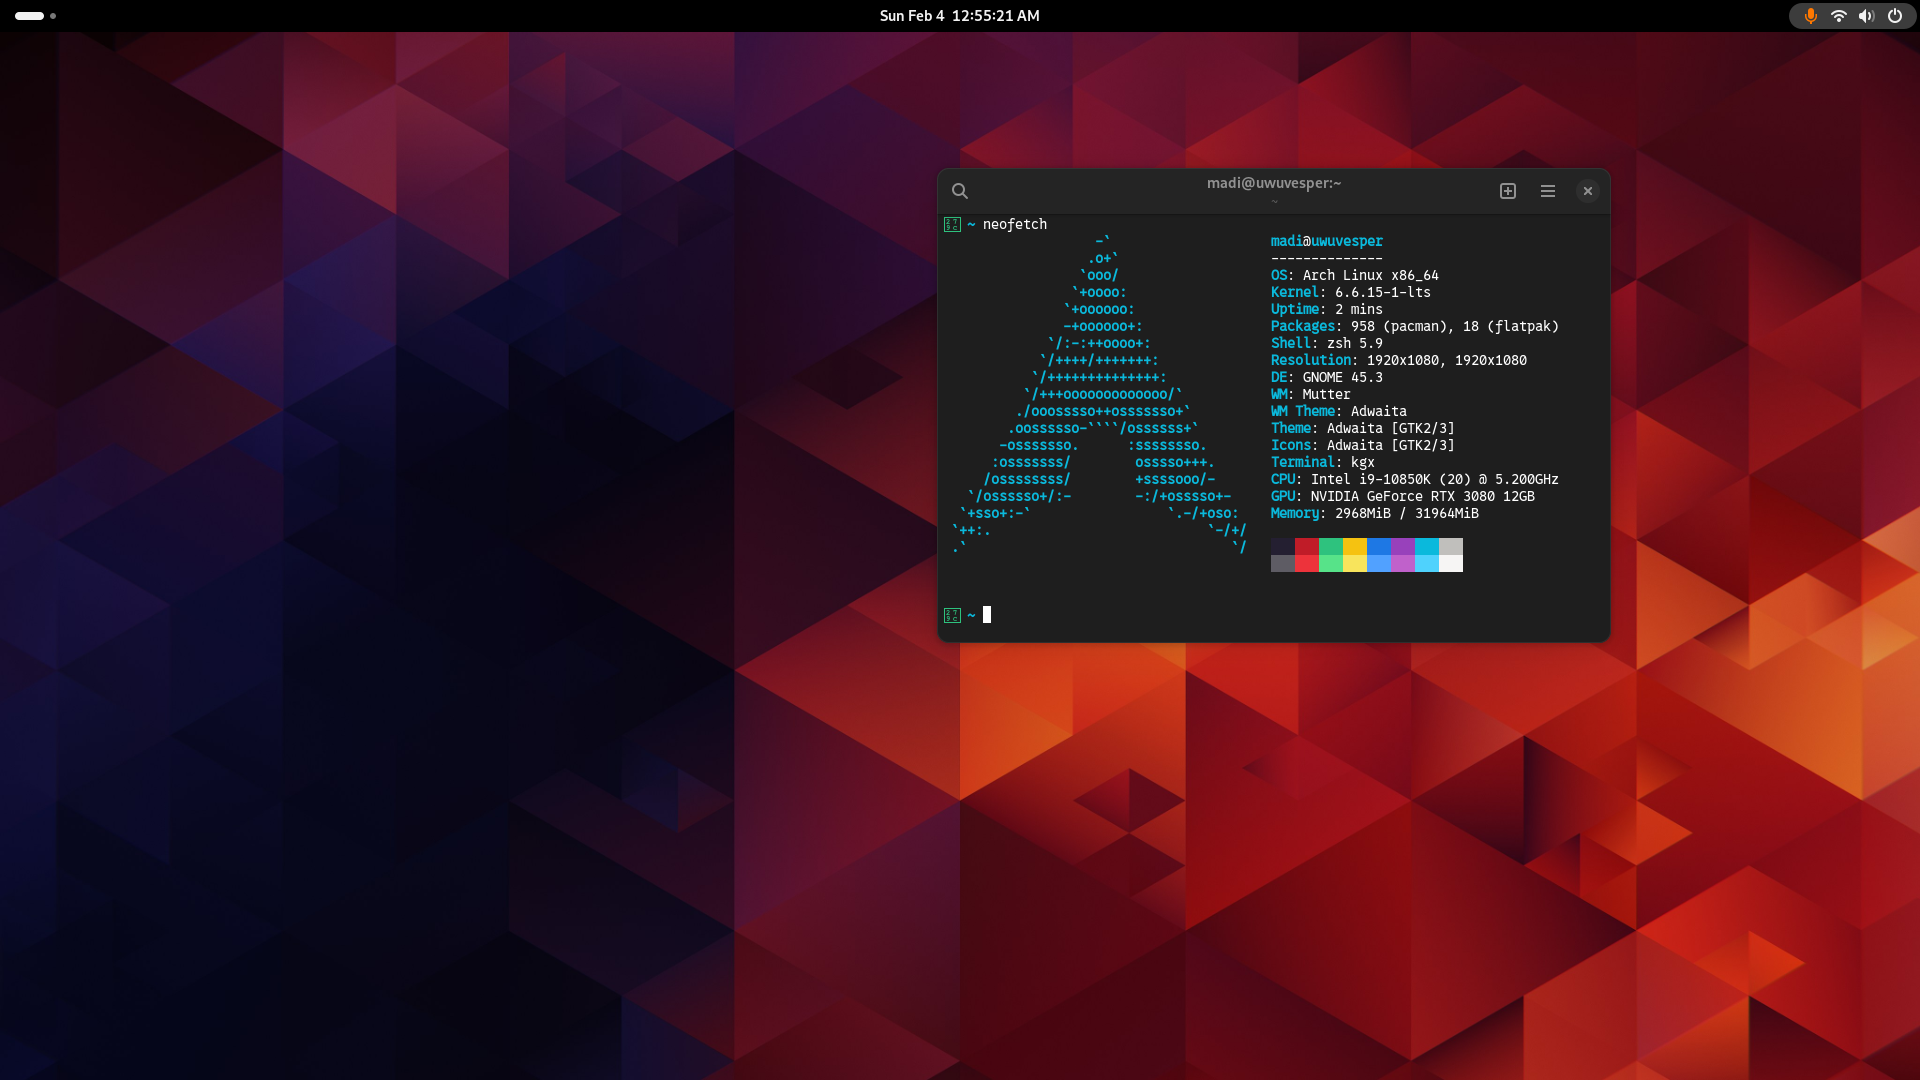 Sun Feb 4 12:55:21 AM
madi@uwuvesper:~
~
279C ~ neofetch
-`
.o+`
`ooo/
`+oooo:
`+oooooo:
-+oooooo+:
`/:-:++oooo+:
`/++++/+++++++:
`/++++++++++++++:
`/+++ooooooooooooo/`
./ooosssso++osssssso+`
.oossssso-````/ossssss+`
-osssssso.      :ssssssso.
:osssssss/        osssso+++.
/ossssssss/        +ssssooo/-
`/ossssso+/:-        -:/+osssso+-
`+sso+:-`                 `.-/+oso:
`++:.                           `-/+/
.`                                 `/
madi@uwuvesper
--------------
OS: Arch Linux x86_64
Kernel: 6.6.15-1-lts
Uptime: 2 mins
Packages: 958 (pacman), 18 (flatpak)
Shell: zsh 5.9
Resolution: 1920x1080, 1920x1080
DE: GNOME 45.3
WM: Mutter
WM Theme: Adwaita
Theme: Adwaita [GTK2/3]
Icons: Adwaita [GTK2/3]
Terminal: kgx
CPU: Intel i9-10850K (20) @ 5.200GHz
GPU: NVIDIA GeForce RTX 3080 12GB
Memory: 2968MiB / 31964MiB
279C ~